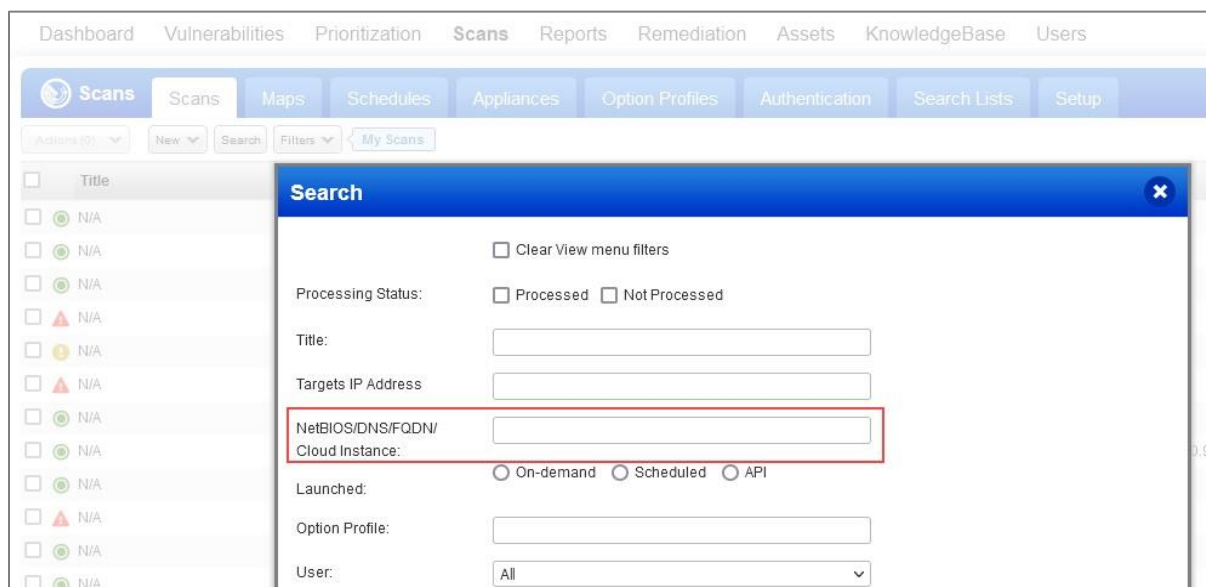 Dashboard Vulnerabilities Prioritization Scans Reports Remediation Assets KnowledgeBase Users
Scans Scans Maps Schedules Appliances Option Profiles Authentication Search Lists Setup
Actions (0) New Search Filters My Scans
Title
Search
N/A
Clear View menu filters
N/A
N/A
Processing Status: Processed Not Processed
N/A
Title:
N/A
N/A
Targets IP Address
N/A
NetBIOS/DNS/FQDN/
Cloud Instance:
N/A
On-demand Scheduled API
N/A
Launched:
N/A
Option Profile:
N/A
User: All
N/A